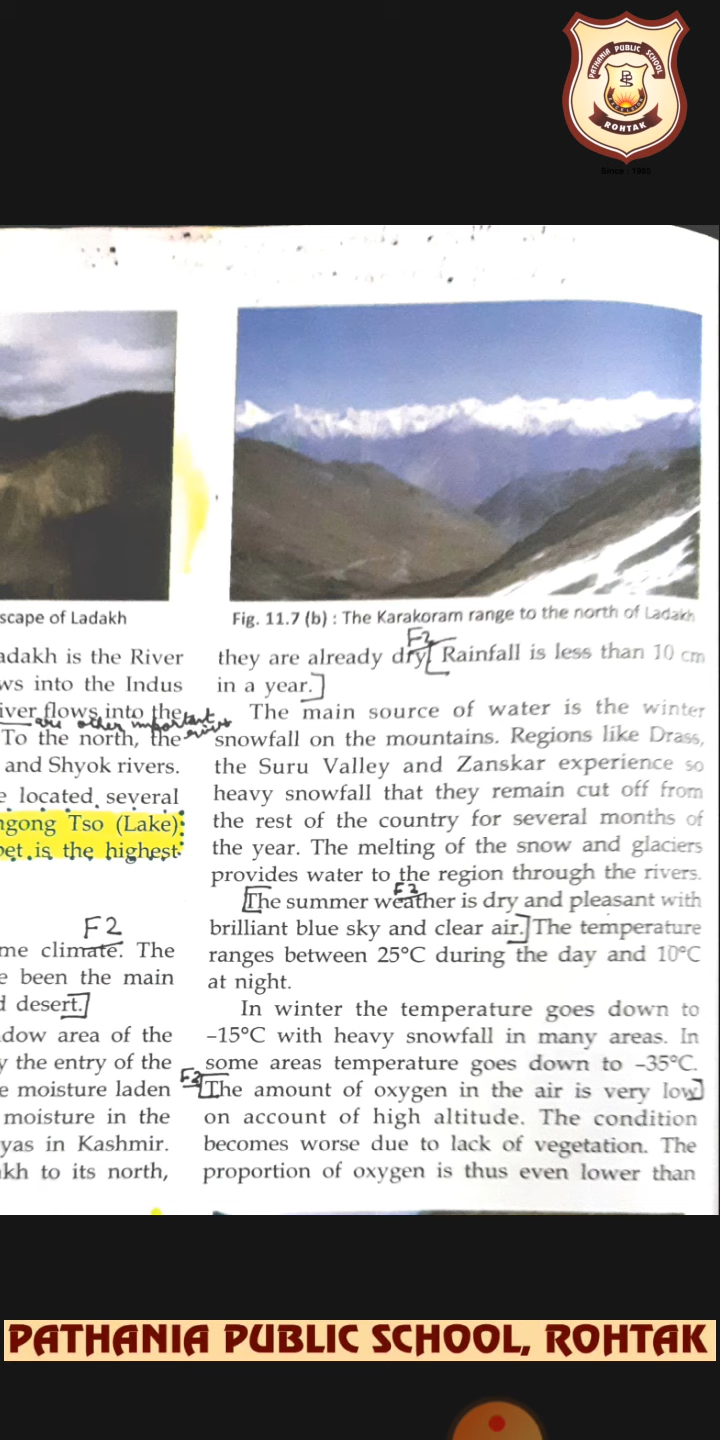 PATHANIA PUBLIC SCHOOL
ROHTAK
Since : 1965
scape of Ladakh
adakh is the River
ws into the Indus
iver flows into the
are other important
rivers
To the north, the
and Shyok rivers.
e located several
ngong Tso (Lake)
bet is the highest
F2
me climate. The
e been the main
d desert.]
dow area of the
y the entry of the
e moisture laden
moisture in the
yas in Kashmir.
kh to its north,
Fig. 11.7 (b) : The Karakoram range to the north of Ladakh
F2
they are already dry. [Rainfall is less than 10 cm
in a year.]
The main source of water is the winter
snowfall on the mountains. Regions like Drass,
the Suru Valley and Zanskar experience so
heavy snowfall that they remain cut off from
the rest of the country for several months of
the year. The melting of the snow and glaciers
provides water to the region through the rivers.
F2
[The summer weather is dry and pleasant with
brilliant blue sky and clear air.] The temperature
ranges between 25°C during the day and 10°C
at night.
In winter the temperature goes down to
–15°C with heavy snowfall in many areas. In
some areas temperature goes down to –35°C.
F2
[The amount of oxygen in the air is very low]
on account of high altitude. The condition
becomes worse due to lack of vegetation. The
proportion of oxygen is thus even lower than
PATHANIA PUBLIC SCHOOL, ROHTAK